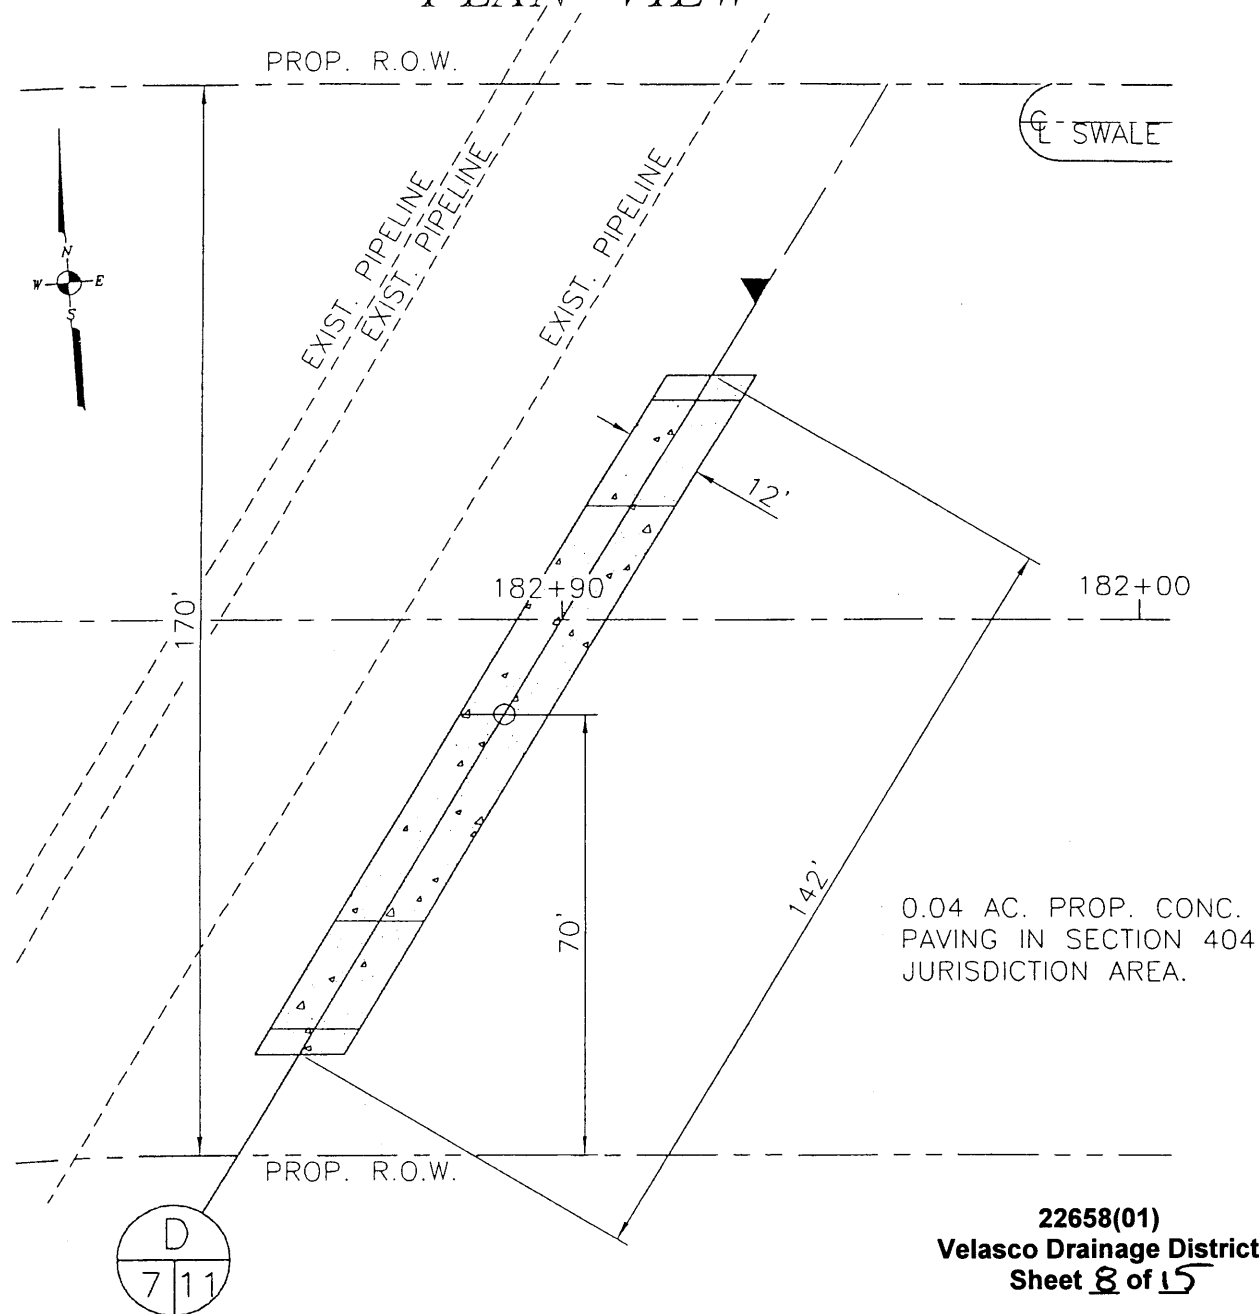 PLAN VIEW
PROP. R.O.W.
℄ SWALE
EXIST. PIPELINE
EXIST. PIPELINE
EXIST. PIPELINE
N
W E
S
12'
182+90
182+00
170'
142'
70'
0.04 AC. PROP. CONC.
PAVING IN SECTION 404
JURISDICTION AREA.
PROP. R.O.W.
D
7 11
22658(01)
Velasco Drainage District
Sheet 8 of 15